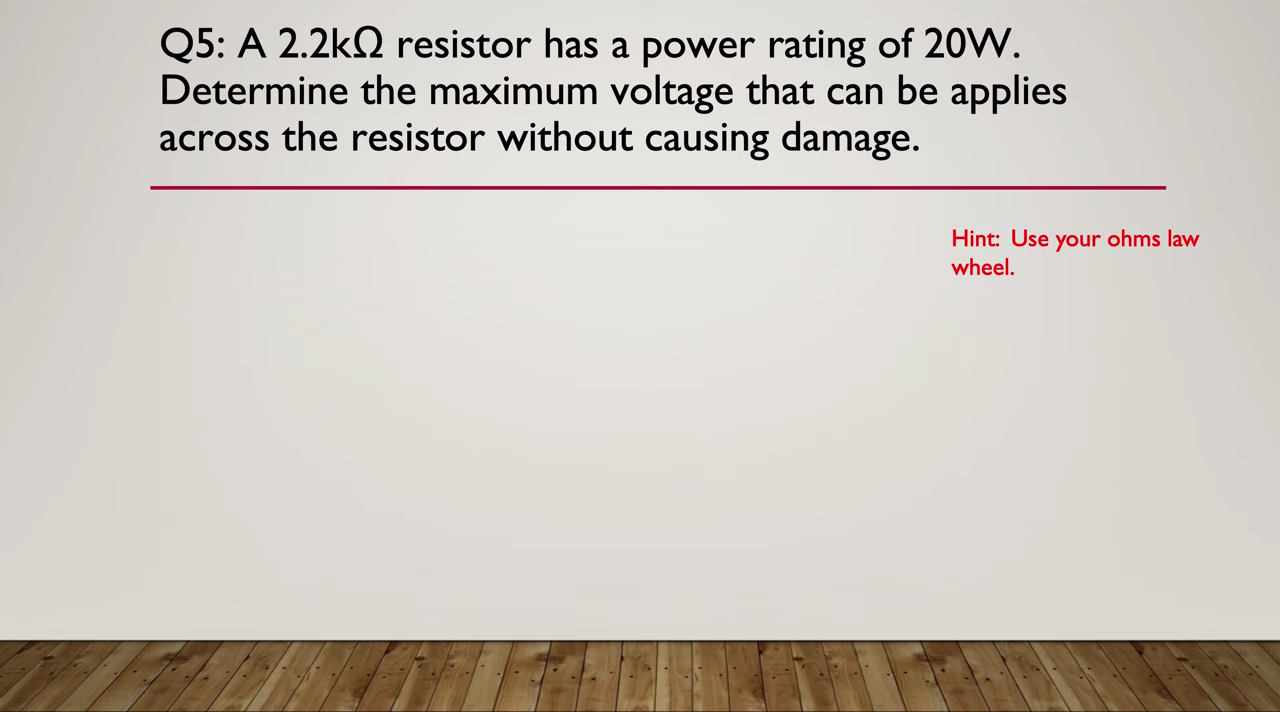 Q5: A 2.2kΩ resistor has a power rating of 20W.
Determine the maximum voltage that can be applies
across the resistor without causing damage.
Hint:  Use your ohms law
wheel.